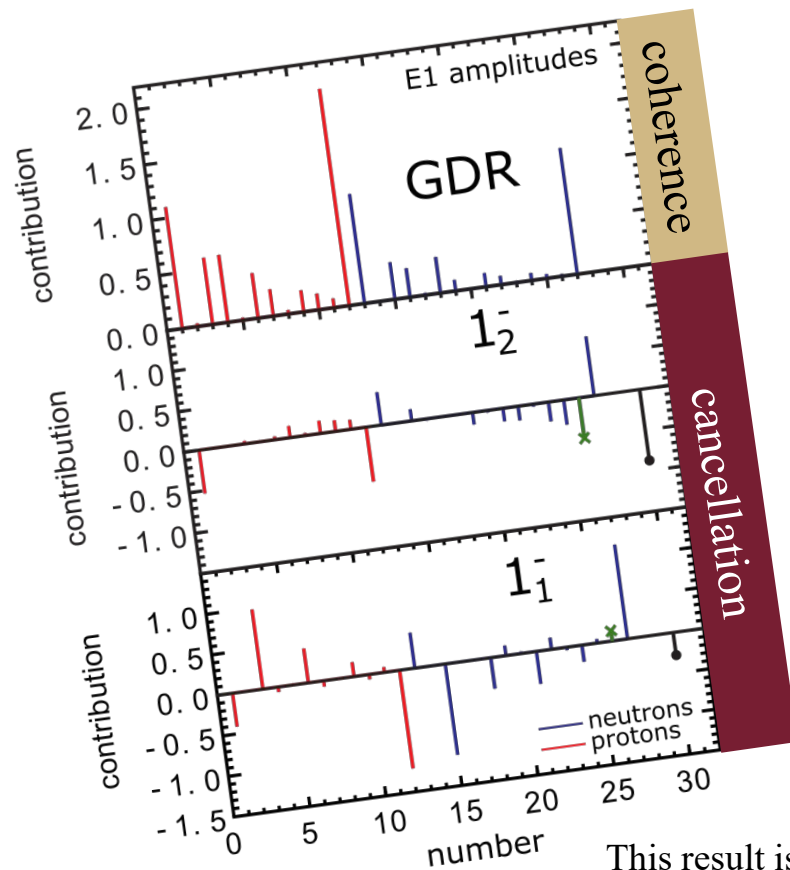 E1 amplitudes
coherence
2.0
1.5
contribution
1.0
GDR
0.5
0.0
1₂⁻
1.0
0.5
contribution
0.0
-0.5
-1.0
cancellation
1₁⁻
1.0
0.5
contribution
0.0
-0.5
-1.0
-1.5
neutrons
protons
0 5 10 15 20 25 30
number
This result is